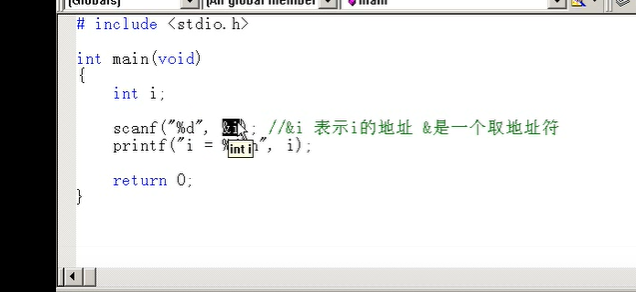 [Globals]
[All global member
main
# include <stdio.h>
int main(void)
{
int i;
scanf("%d", &i); //&i 表示i的地址 &是一个取地址符
printf("i = %\n", i);
int i
return 0;
}